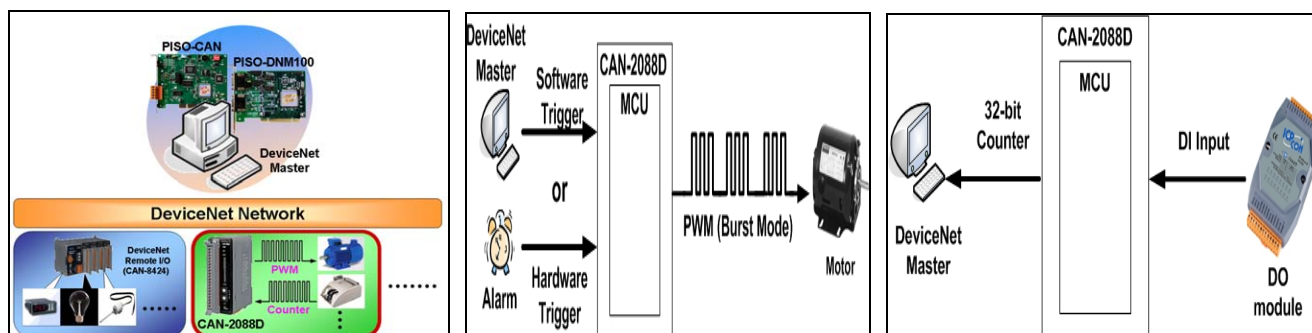 PISO-CAN
PISO-DNM100
DeviceNet
Master
DeviceNet Network
DeviceNet
Remote I/O
(CAN-8424)
PWM
Counter
CAN-2088D
DeviceNet
Master
Software
Trigger
or
Alarm
Hardware
Trigger
CAN-2088D
MCU
PWM (Burst Mode)
Motor
CAN-2088D
MCU
32-bit
Counter
DeviceNet
Master
DI Input
DO
module